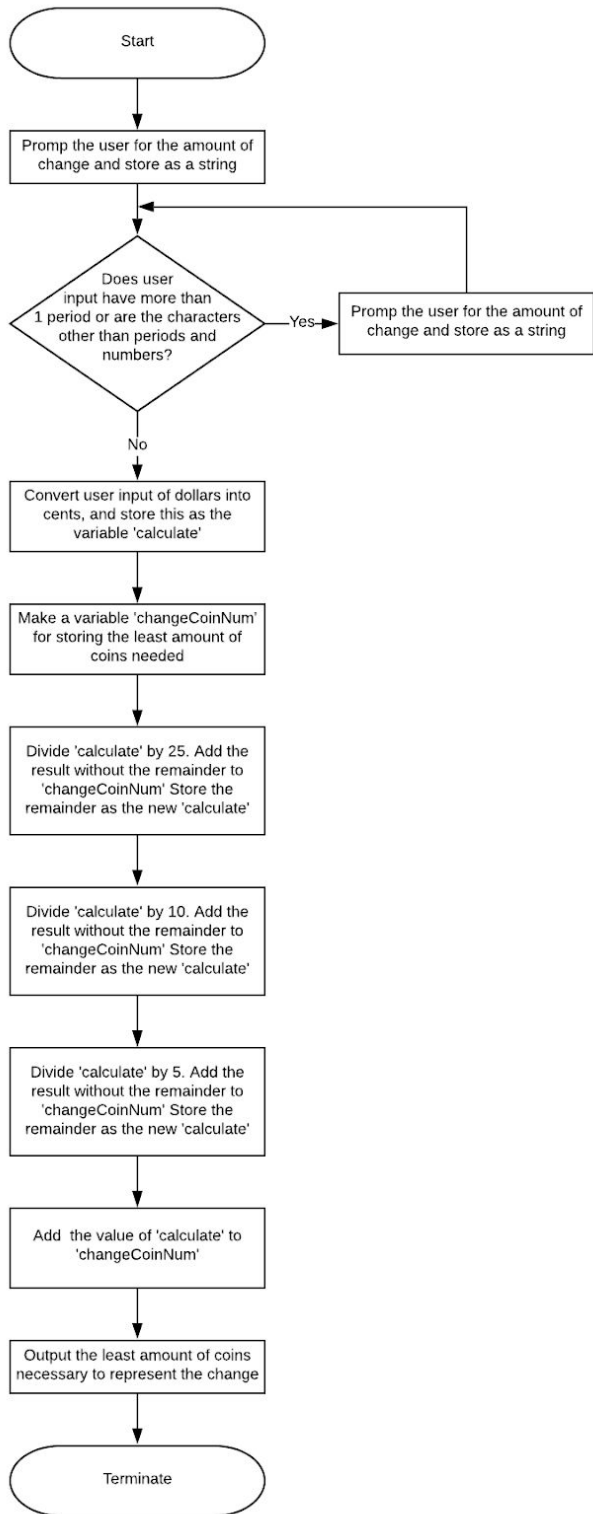 Start
Promp the user for the amount of
change and store as a string
Does user
input have more than
1 period or are the characters
other than periods and
numbers?
Yes
Promp the user for the amount of
change and store as a string
No
Convert user input of dollars into
cents, and store this as the
variable 'calculate'
Make a variable 'changeCoinNum'
for storing the least amount of
coins needed
Divide 'calculate' by 25. Add the
result without the remainder to
'changeCoinNum' Store the
remainder as the new 'calculate'
Divide 'calculate' by 10. Add the
result without the remainder to
'changeCoinNum' Store the
remainder as the new 'calculate'
Divide 'calculate' by 5. Add the
result without the remainder to
'changeCoinNum' Store the
remainder as the new 'calculate'
Add  the value of 'calculate' to
'changeCoinNum'
Output the least amount of coins
necessary to represent the change
Terminate